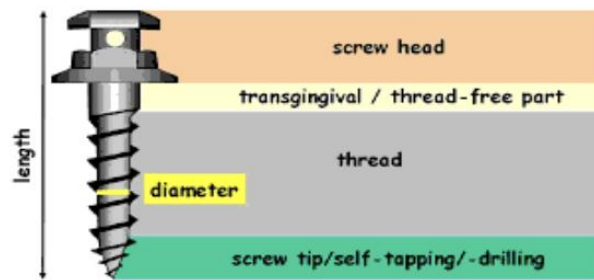 screw head
transgingival / thread-free part
length
thread
diameter
screw tip/self-tapping/-drilling